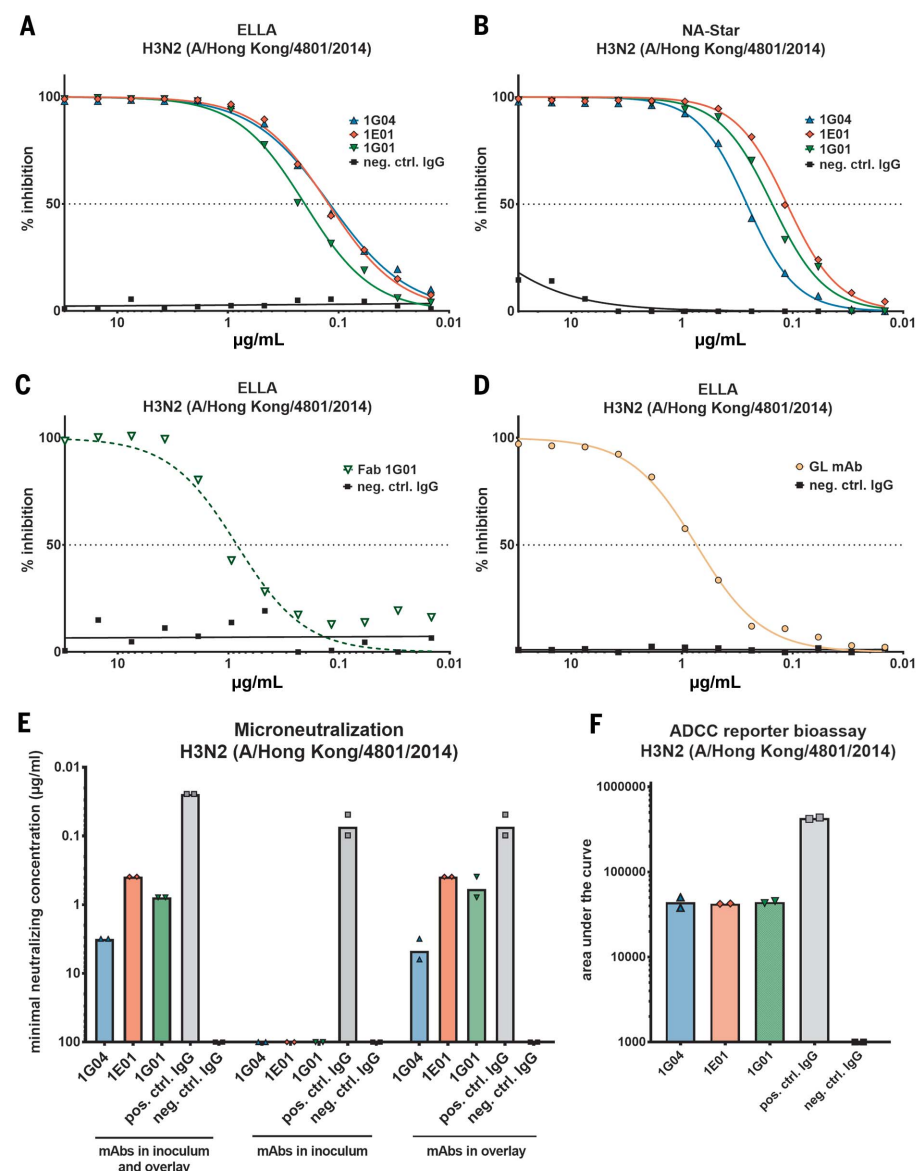 A
ELLA
H3N2 (A/Hong Kong/4801/2014)
100
50
0
% inhibition
1G04
1E01
1G01
neg. ctrl. IgG
10
1
0.1
0.01
µg/mL
B
NA-Star
H3N2 (A/Hong Kong/4801/2014)
100
50
0
% inhibition
1G04
1E01
1G01
neg. ctrl. IgG
10
1
0.1
0.01
µg/mL
C
ELLA
H3N2 (A/Hong Kong/4801/2014)
100
50
0
% inhibition
Fab 1G01
neg. ctrl. IgG
10
1
0.1
0.01
µg/mL
D
ELLA
H3N2 (A/Hong Kong/4801/2014)
100
50
0
% inhibition
GL mAb
neg. ctrl. IgG
10
1
0.1
0.01
µg/mL
E
Microneutralization
H3N2 (A/Hong Kong/4801/2014)
minimal neutralizing concentration (µg/ml)
0.01
0.1
1
10
100
1G04
1E01
1G01
pos. ctrl. IgG
neg. ctrl. IgG
1G04
1E01
1G01
pos. ctrl. IgG
neg. ctrl. IgG
1G04
1E01
1G01
pos. ctrl. IgG
neg. ctrl. IgG
mAbs in inoculum
and overlay
mAbs in inoculum
mAbs in overlay
F
ADCC reporter bioassay
H3N2 (A/Hong Kong/4801/2014)
area under the curve
1000000
100000
10000
1000
1G04
1E01
1G01
pos. ctrl. IgG
neg. ctrl. IgG